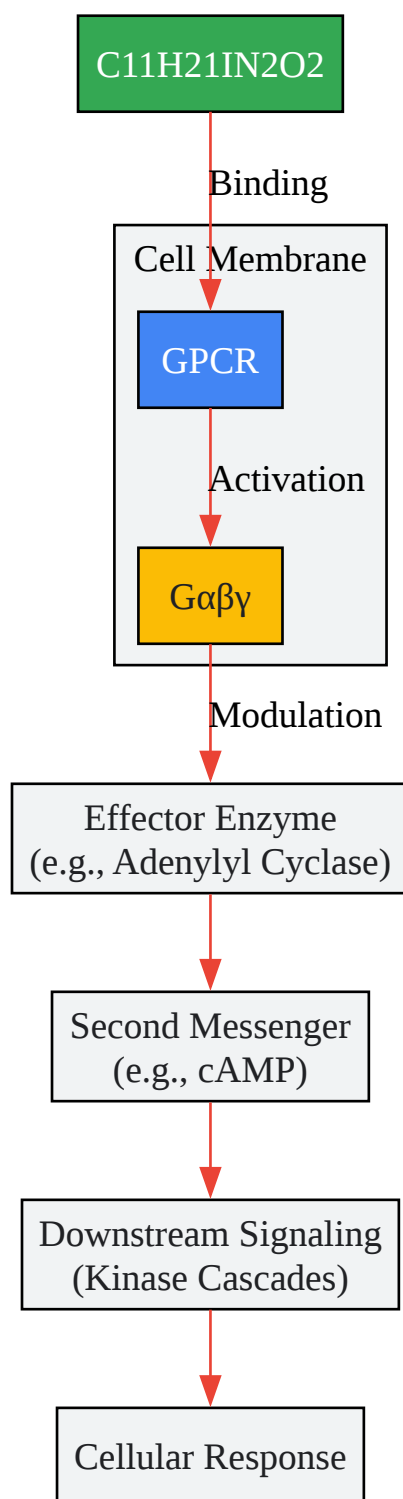 C11H21IN2O2
Binding
Cell Membrane
GPCR
Activation
Gαβγ
Modulation
Effector Enzyme
(e.g., Adenylyl Cyclase)
Second Messenger
(e.g., cAMP)
Downstream Signaling
(Kinase Cascades)
Cellular Response